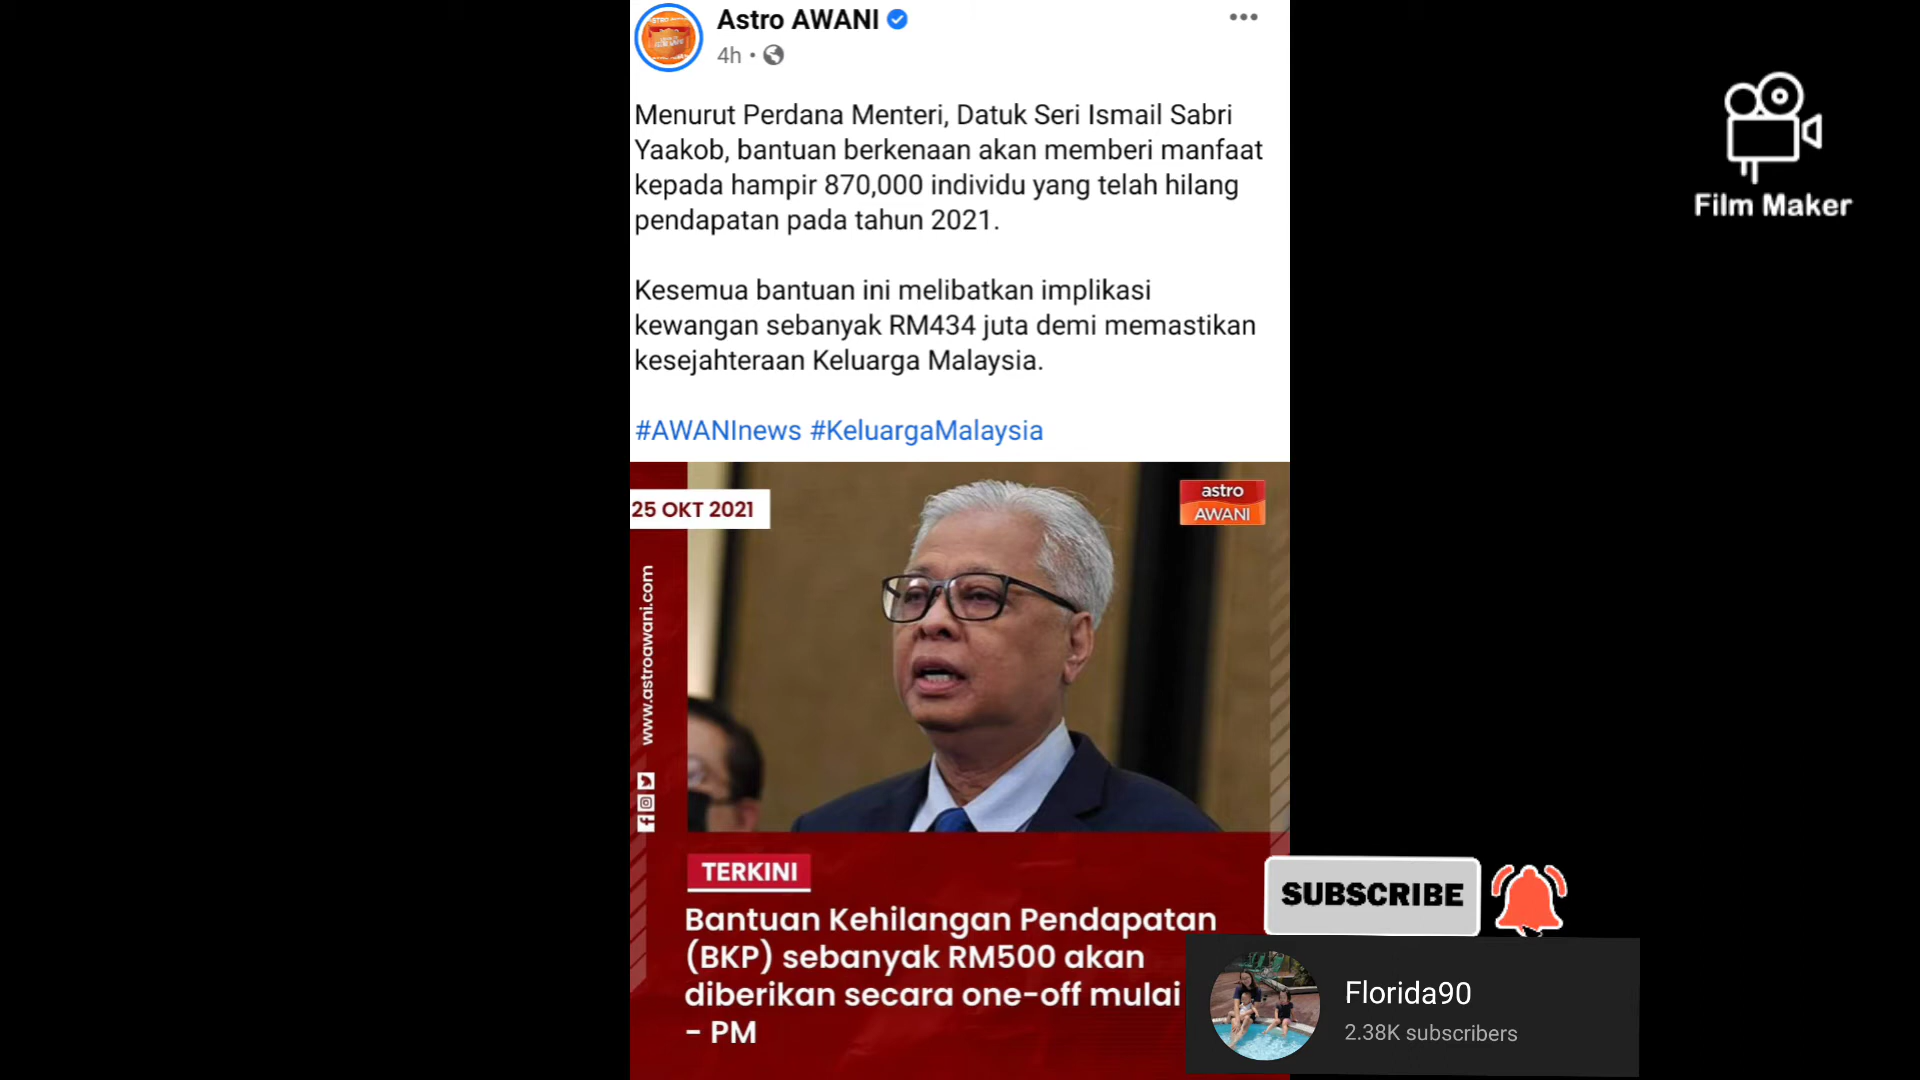 Astro AWANI
4h
Menurut Perdana Menteri, Datuk Seri Ismail Sabri
Yaakob, bantuan berkenaan akan memberi manfaat
kepada hampir 870,000 individu yang telah hilang
pendapatan pada tahun 2021.
Kesemua bantuan ini melibatkan implikasi
kewangan sebanyak RM434 juta demi memastikan
kesejahteraan Keluarga Malaysia.
#AWANInews #KeluargaMalaysia
25 OKT 2021
astro
AWANI
www.astroawani.com
TERKINI
Bantuan Kehilangan Pendapatan
(BKP) sebanyak RM500 akan
diberikan secara one-off mulai
- PM
Film Maker
SUBSCRIBE
Florida90
2.38K subscribers